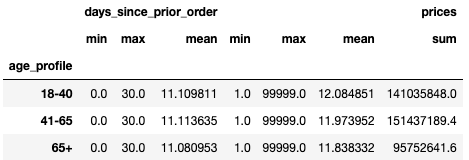 days_since_prior_order prices
min max mean min max mean sum
age_profile
18-40 0.0 30.0 11.109811 1.0 99999.0 12.084851 141035848.0
41-65 0.0 30.0 11.113635 1.0 99999.0 11.973952 151437189.4
65+ 0.0 30.0 11.080953 1.0 99999.0 11.838332 95752641.6